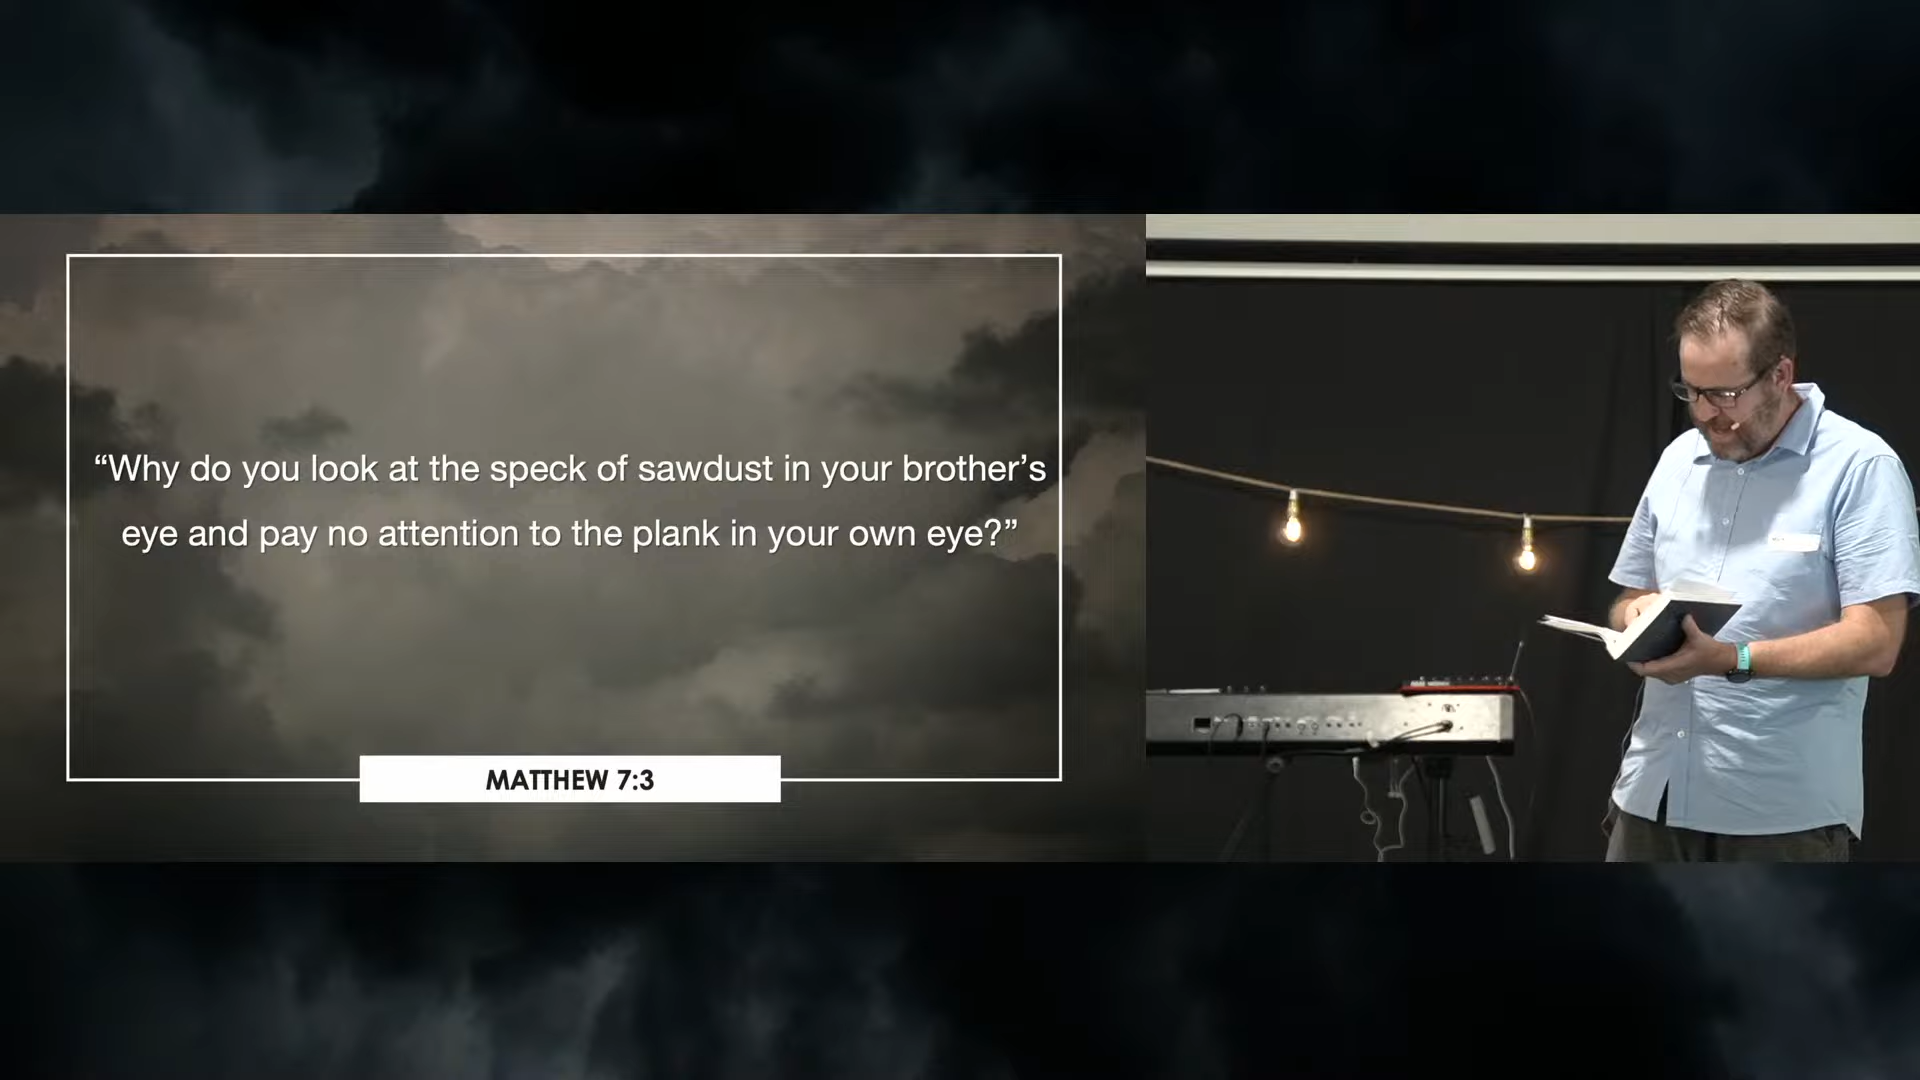 “Why do you look at the speck of sawdust in your brother’s
eye and pay no attention to the plank in your own eye?”
MATTHEW 7:3